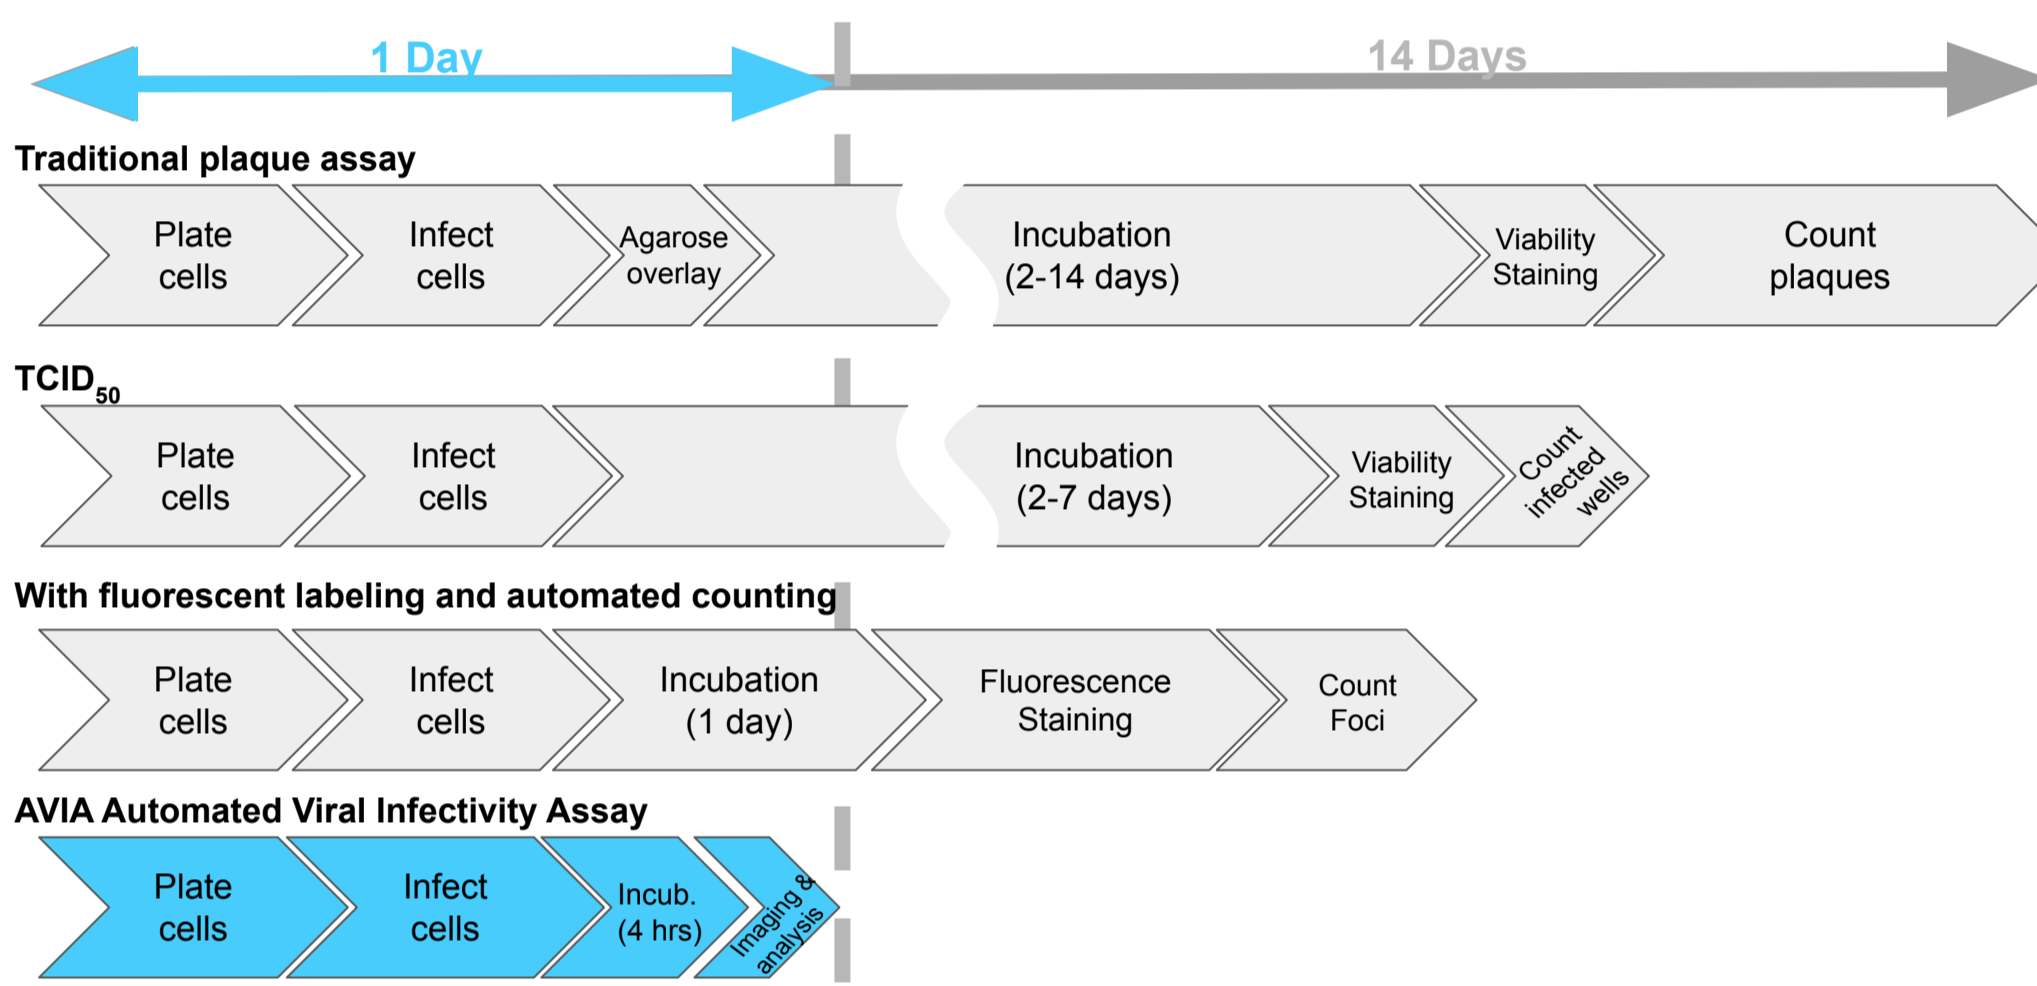 1 Day
14 Days
Traditional plaque assay
Plate
cells
Infect
cells
Agarose
overlay
Incubation
(2-14 days)
Viability
Staining
Count
plaques
TCID50
Plate
cells
Infect
cells
Incubation
(2-7 days)
Viability
Staining
Count
infected
wells
With fluorescent labeling and automated counting
Plate
cells
Infect
cells
Incubation
(1 day)
Fluorescence
Staining
Count
Foci
AVIA Automated Viral Infectivity Assay
Plate
cells
Infect
cells
Incub.
(4 hrs)
Imaging &
analysis